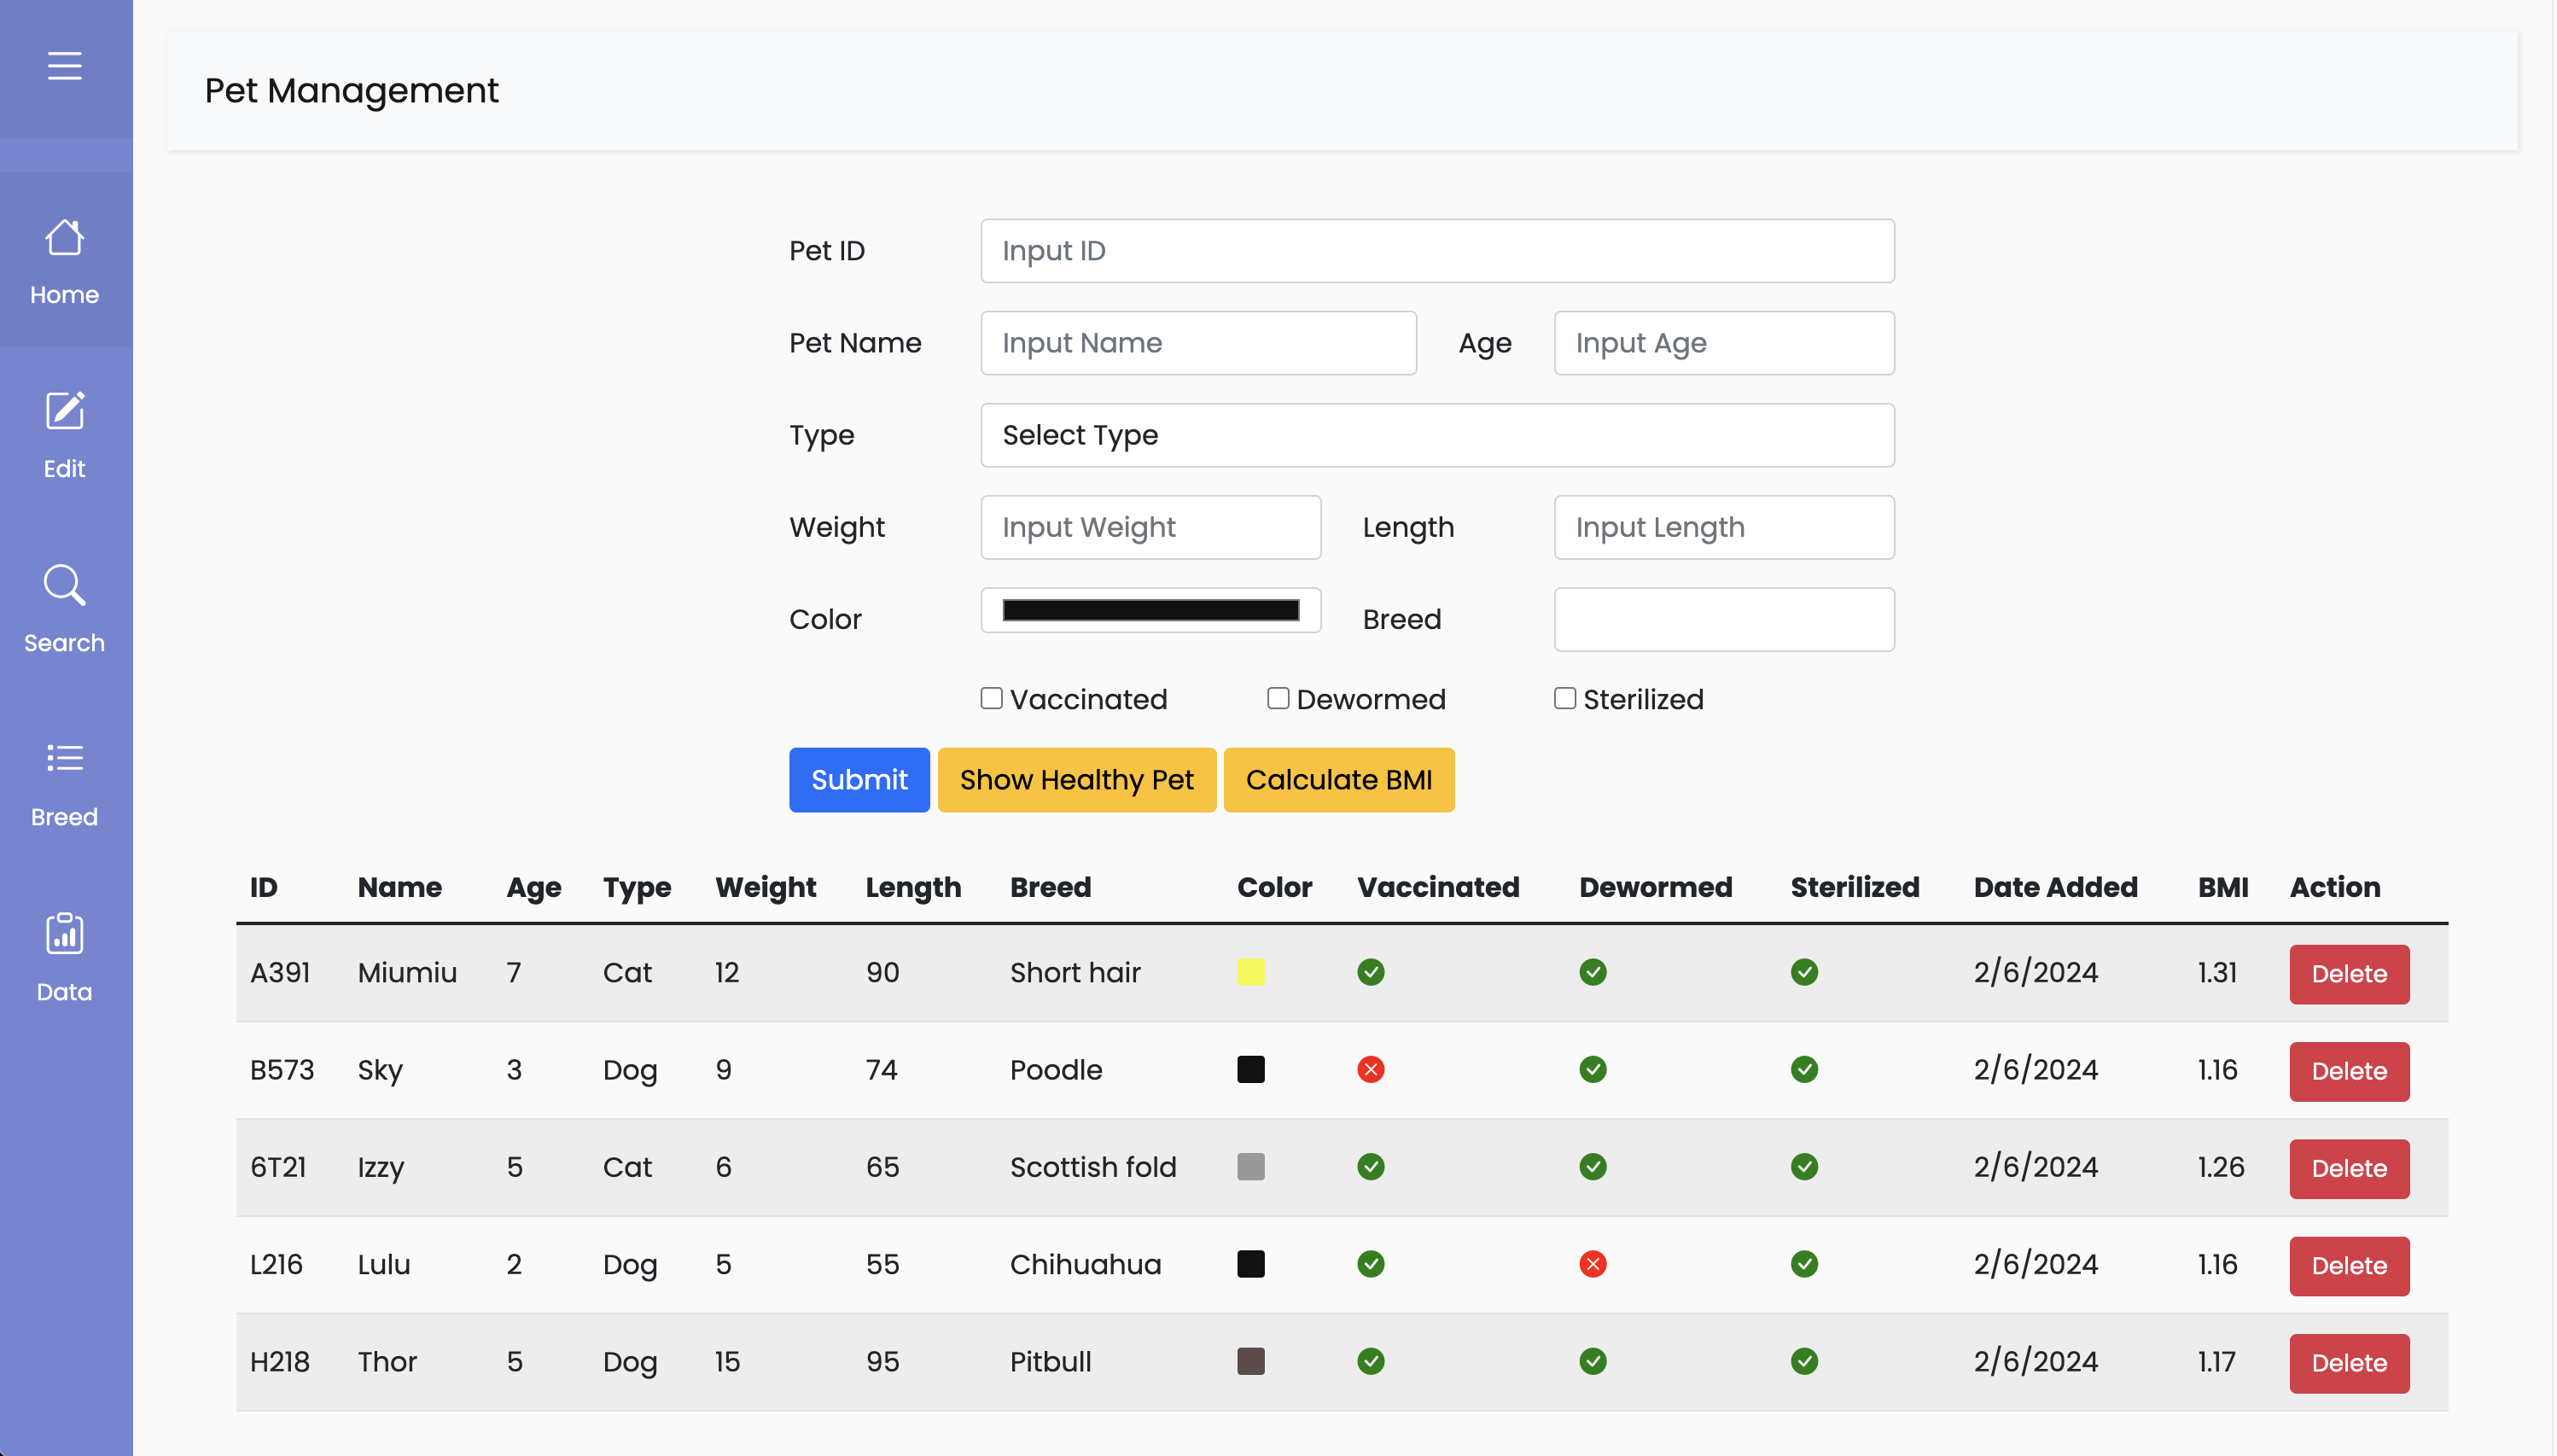 Pet Management
Home
Edit
Search
Breed
Data
Pet ID Input ID
Pet Name Input Name Age Input Age
Type Select Type
Weight Input Weight Length Input Length
Color Breed
Vaccinated Dewormed Sterilized
Submit Show Healthy Pet Calculate BMI
ID Name Age Type Weight Length Breed Color Vaccinated Dewormed Sterilized Date Added BMI Action
A391 Miumiu 7 Cat 12 90 Short hair 2/6/2024 1.31 Delete
B573 Sky 3 Dog 9 74 Poodle 2/6/2024 1.16 Delete
6T21 Izzy 5 Cat 6 65 Scottish fold 2/6/2024 1.26 Delete
L216 Lulu 2 Dog 5 55 Chihuahua 2/6/2024 1.16 Delete
H218 Thor 5 Dog 15 95 Pitbull 2/6/2024 1.17 Delete